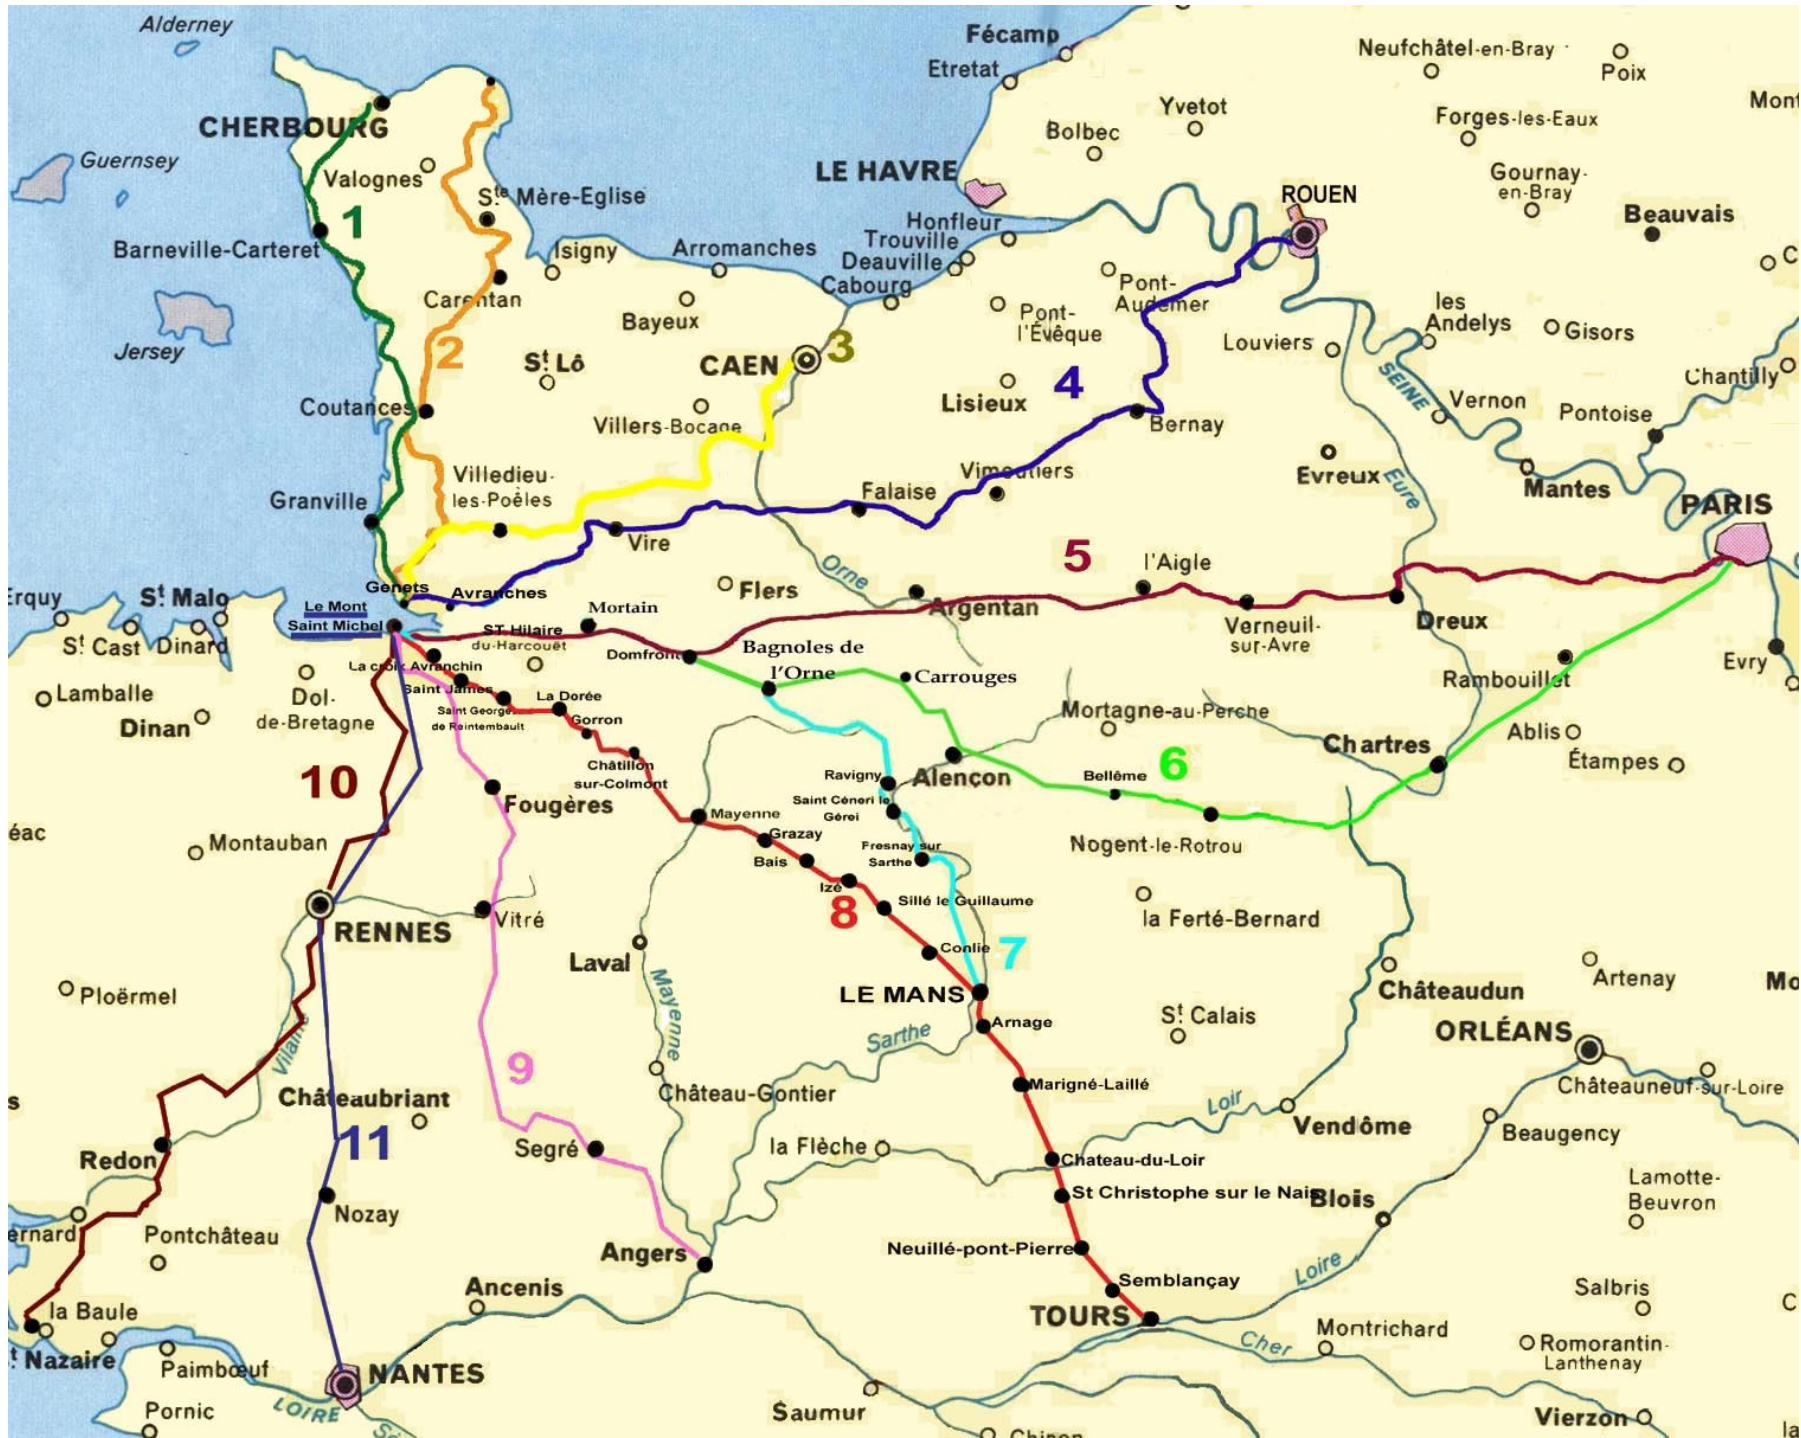 Alderney
Fécamp
Etretat
Neufchâtel-en-Bray
Poix
Mont
CHERBOURG
Yvetot
Bolbec
Forges-les-Eaux
Guernsey
Valognes
LE HAVRE
Gournay-
en-Bray
ROUEN
Ste Mère-Eglise
Beauvais
1
Barneville-Carteret
Isigny
Arromanches
Honfleur
Trouville
Deauville
Cabourg
Carentan
Bayeux
Pont-
Audemer
Pont-
l'Évêque
les
Andelys
Gisors
Louviers
Jersey
2
St Lô
CAEN
3
4
SEINE
Chantilly
Coutances
Villers-Bocage
Lisieux
Bernay
Vernon
Pontoise
Villedieu-
les-Poêles
Vimoutiers
Evreux
Eure
Mantes
PARIS
Granville
Falaise
Vire
Orne
5
l'Aigle
Erquy
St Malo
Genets
Avranches
Flers
Argentan
Le Mont
Saint Michel
Mortain
Dreux
St Cast
Dinard
ST Hilaire
du-Harcouët
Domfront
Bagnoles de
l'Orne
Verneuil-
sur-Avre
Evry
La croix Avranchin
Carrouges
Rambouillet
Lamballe
Dol-
de-Bretagne
Saint James
La Dorée
Saint George
de Reintembault
Gorron
Dinan
Mortagne-au-Perche
Chartres
Ablis
Étampes
10
Châtillon
sur-Colmont
Ravigny
Alençon
Bellême
6
Fougères
Saint Céneri le
Gérei
Mayenne
éac
Montauban
Grazay
Bais
Fresnay sur
Sarthe
Nogent-le-Rotrou
Izé
8
Sillé le Guillaume
Vitré
la Ferté-Bernard
RENNES
Laval
Conlie
7
Mayenne
Ploërmel
LE MANS
Châteaudun
Artenay
Mo
Arnage
St Calais
ORLÉANS
Vilaine
Sarthe
9
Châteaubriant
Château-Gontier
Marigné-Laillé
Châteauneuf-sur-Loire
s
Loir
Vendôme
Beaugency
11
Redon
Segré
la Flèche
Chateau-du-Loir
Lamotte-
Beuvron
St Christophe sur le Nais
Blois
Nozay
ernard
Pontchâteau
Angers
Neuillé-pont-Pierre
Loire
Ancenis
Semblançay
Salbris
la Baule
TOURS
Cher
Montrichard
Romorantin-
Lanthenay
t Nazaire
Paimbœuf
NANTES
LOIRE
Pornic
Saumur
Vierzon
Chinon